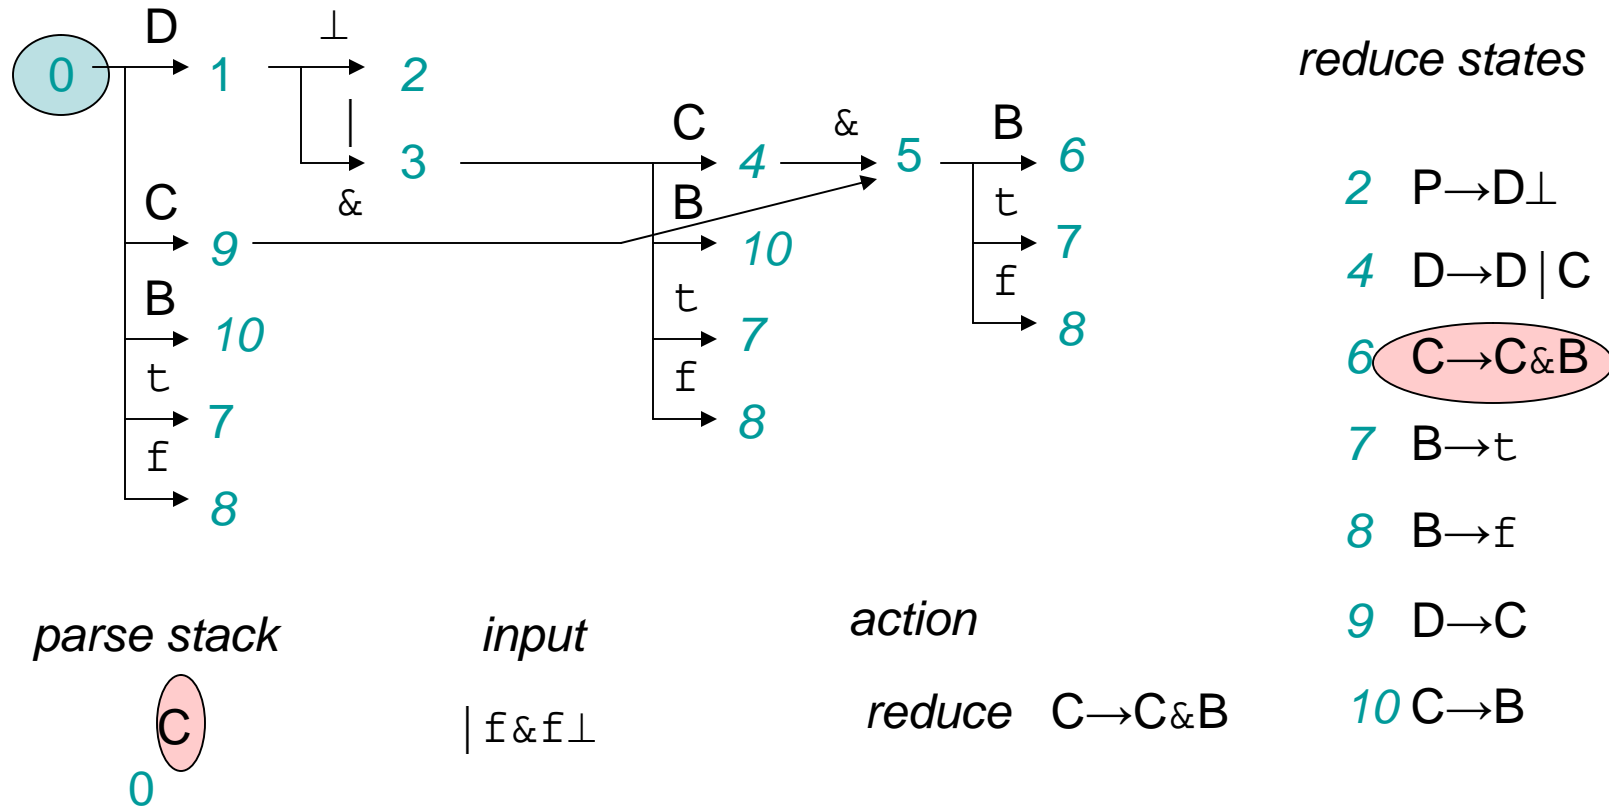 D ⊥
0 1 2 reduce states
|
C & B
3 4 5 6
2 P→D⊥
& C B t
9 10 7
4 D→D|C
B t f
10 7 8
6 C→C&B
t f
7 8
7 B→t
f
8
8 B→f
parse stack input action
9 D→C
C |f&f⊥ reduce C→C&B
10 C→B
0